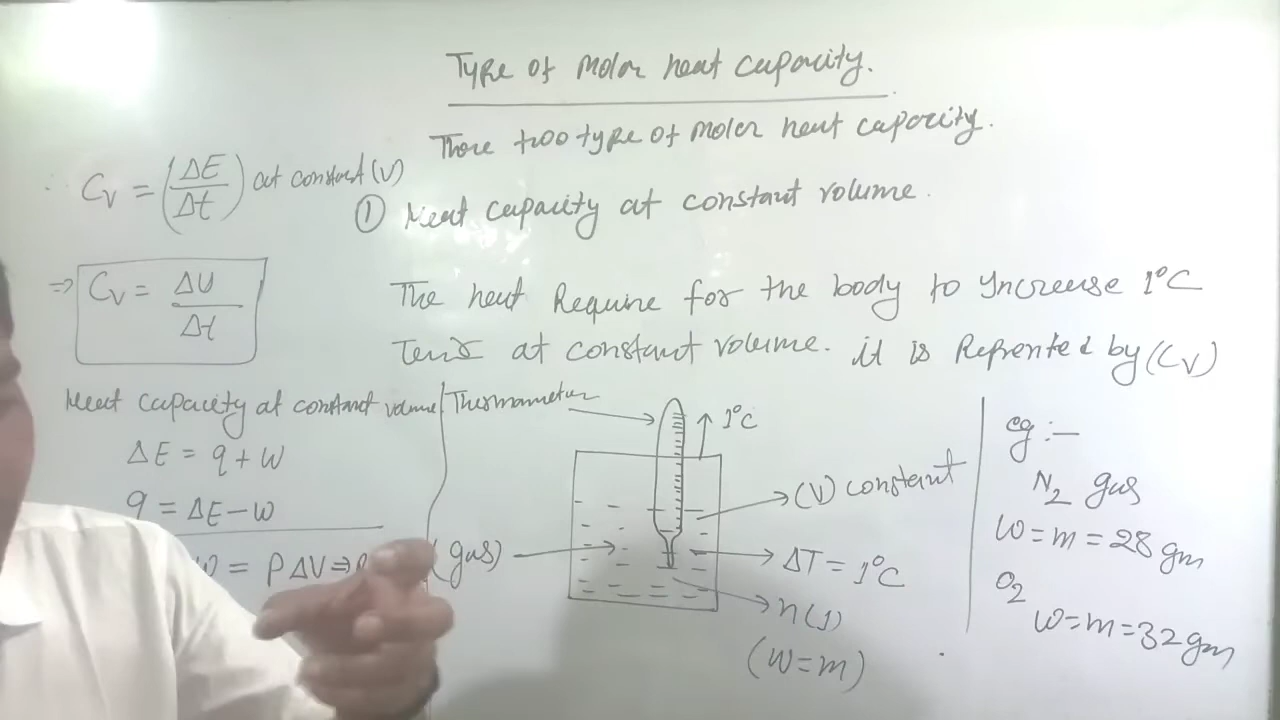 Type of molar heat capacity.
There two type of molar heat capacity.
∴ Cv = (ΔE/Δt) at constant (V)
① Heat capacity at constant volume.
⇒ Cv = ΔU/Δt
The heat Require for the body to Increase 1°C
at constant volume. it is Reprented by (Cv)
Heat capacity at constant volume
ΔE = q + w
q = ΔE – w
w = PΔV ⇒
Thermometer
1°C
(gas)
(V) constant
ΔT = 1°C
n(1)
(W=m)
eg :–
N2 gas
W = m = 28 gm
O2
W = m = 32 gm